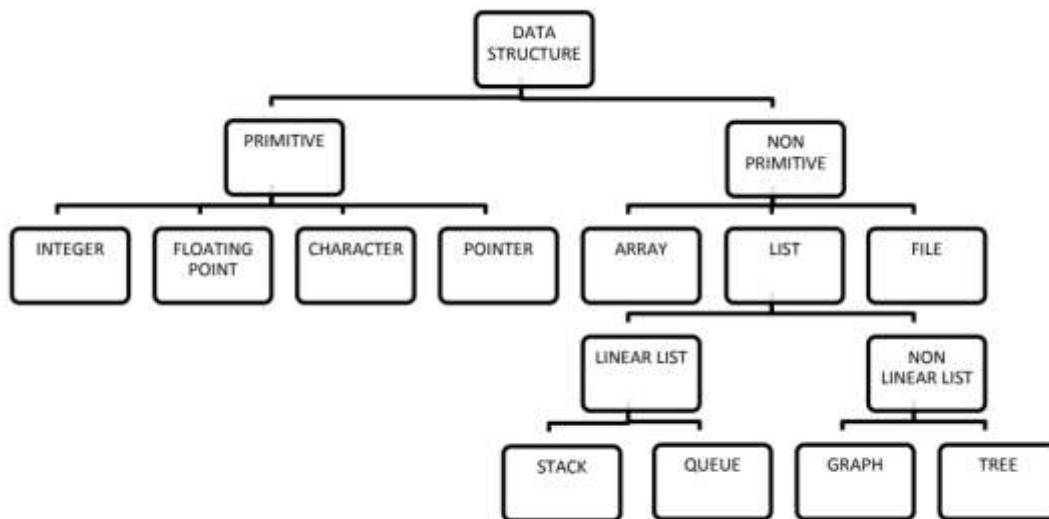 DATA
STRUCTURE
PRIMITIVE
NON
PRIMITIVE
INTEGER
FLOATING
POINT
CHARACTER
POINTER
ARRAY
LIST
FILE
LINEAR LIST
NON
LINEAR LIST
STACK
QUEUE
GRAPH
TREE